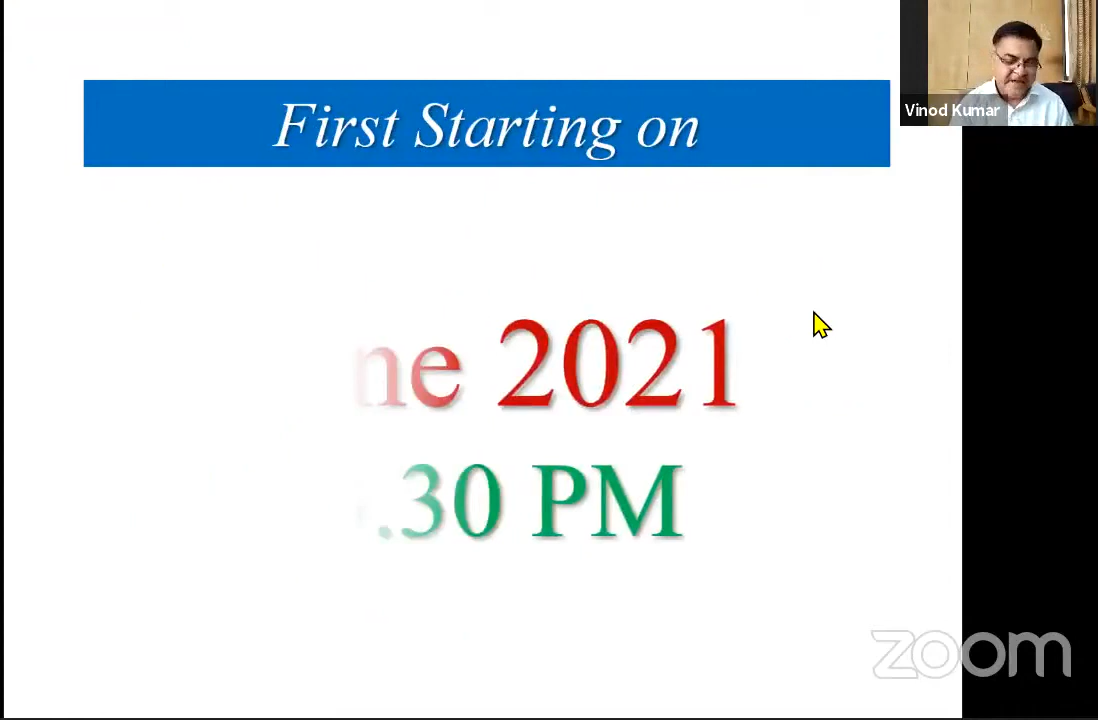 First Starting on
Vinod Kumar
ne 2021
.30 PM
zoom